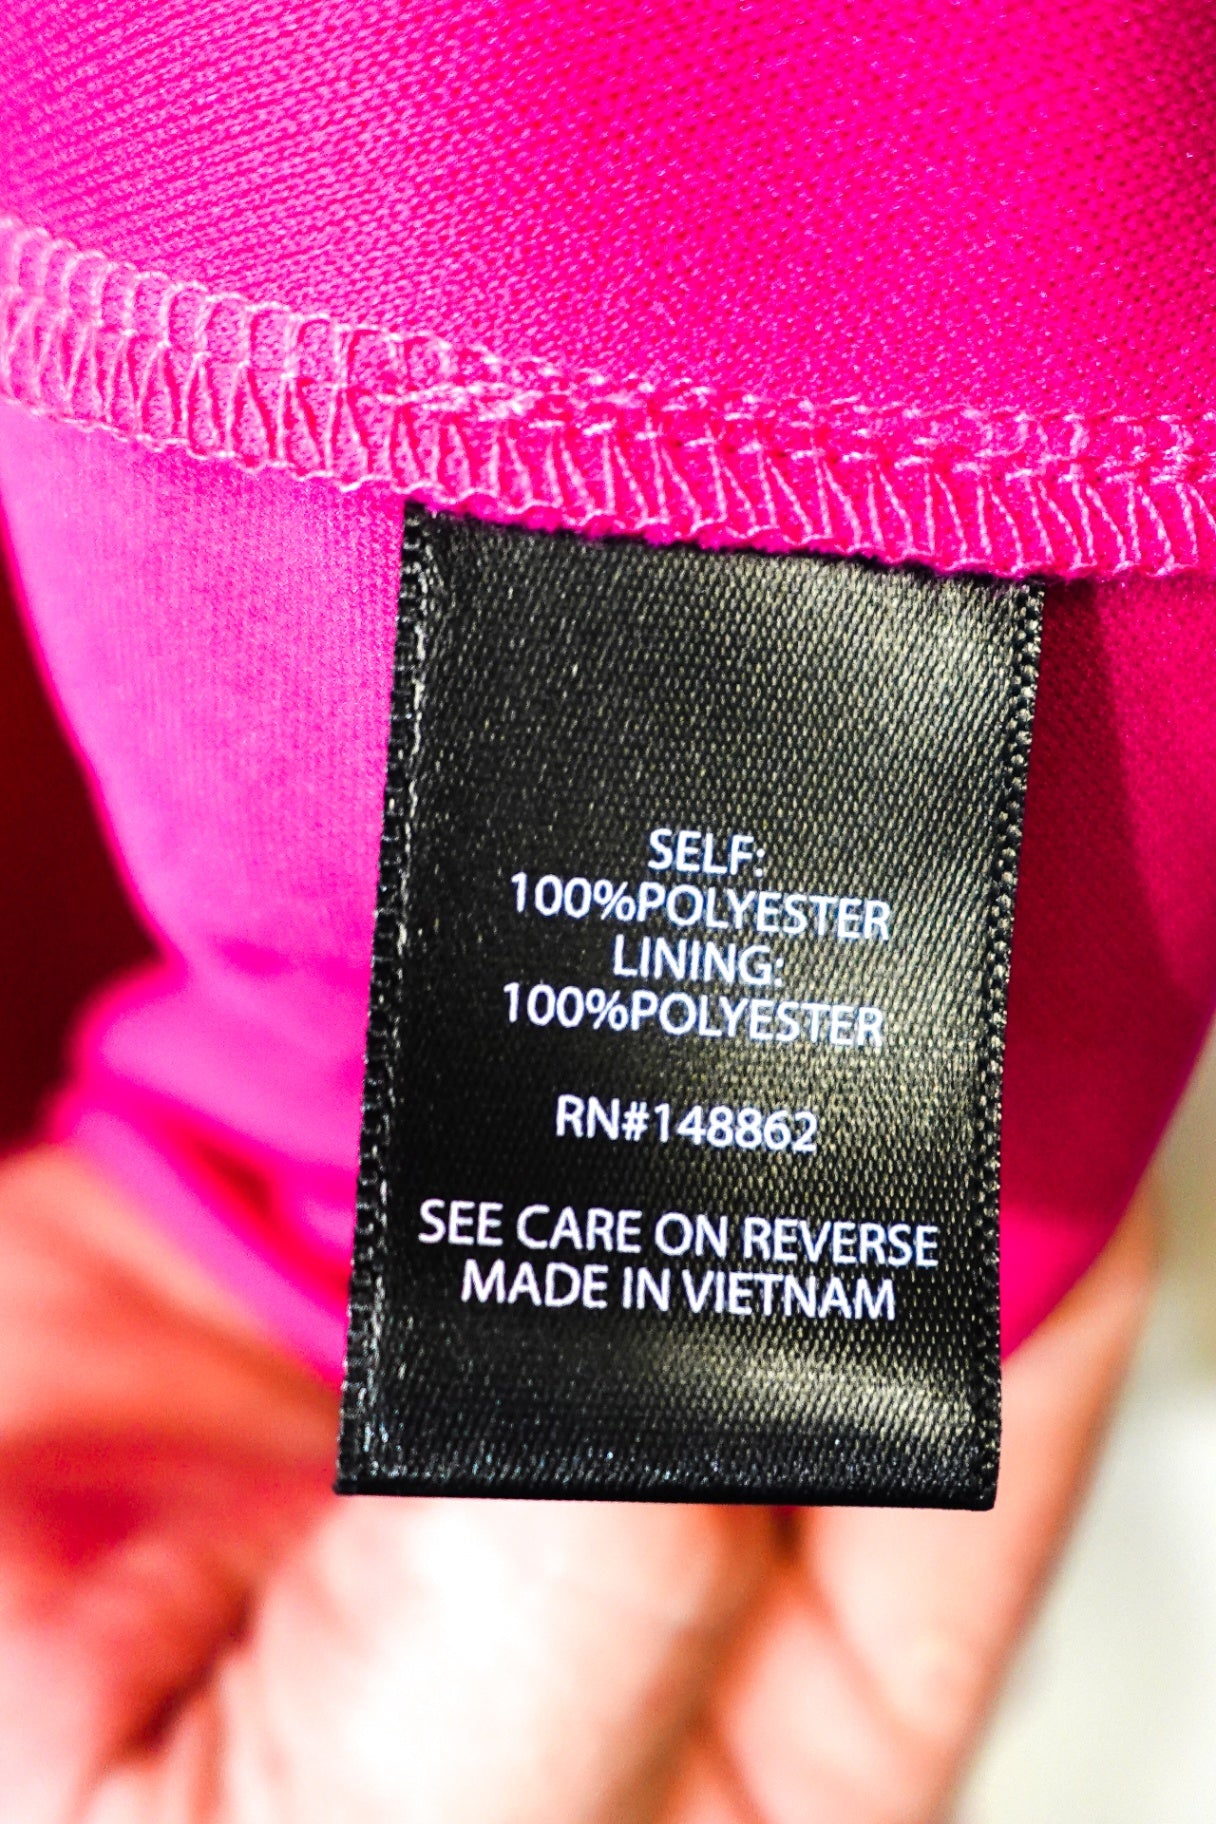 SELF:
100%POLYESTER
LINING:
100%POLYESTER
RN#148862
SEE CARE ON REVERSE
MADE IN VIETNAM